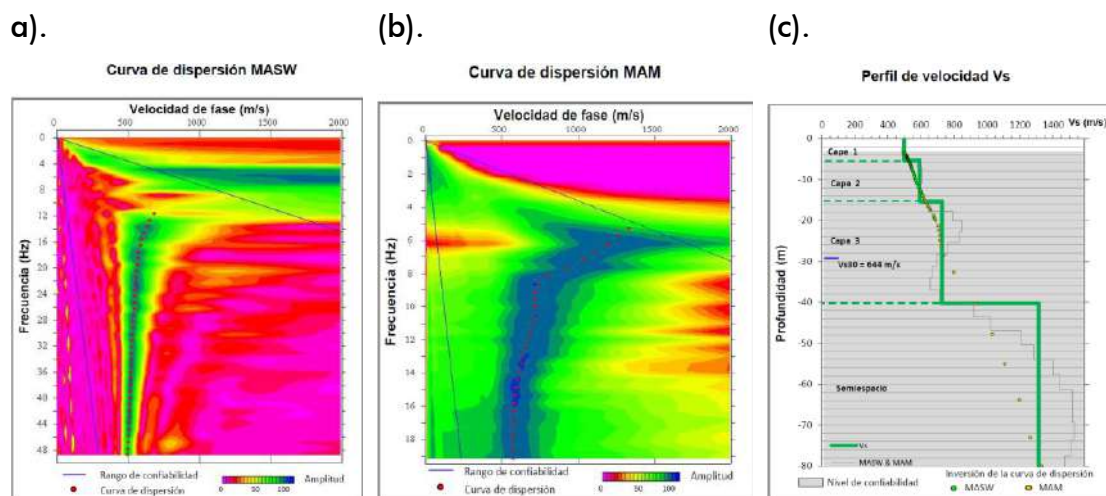 a).
Curva de dispersión MASW
Velocidad de fase (m/s)
0 500 1000 1500 2000
Frecuencia (Hz)
0
4
8
12
16
19
24
28
32
36
40
44
48
Rango de confiabilidad
Curva de dispersión
Amplitud
0 50 100
(b).
Curva de dispersión MAM
Velocidad de fase (m/s)
0 500 1000 1500 2000
Frecuencia (Hz)
0
2
4
6
8
9
12
14
16
18
Rango de confiabilidad
Curva de dispersión
Amplitud
0 50 100
(c).
Perfil de velocidad Vs
Vs (m/s)
0 200 400 600 800 1000 1200 1400
Profundidad (m)
0
-10
-20
-30
-40
-50
-60
-70
-80
Capa 1
Capa 2
Capa 3
Vs30 = 644 m/s
Semiespacio
Vs
MASW & MAM
Nivel de confiabilidad
Inversión de la curva de dispersión
MASW MAM